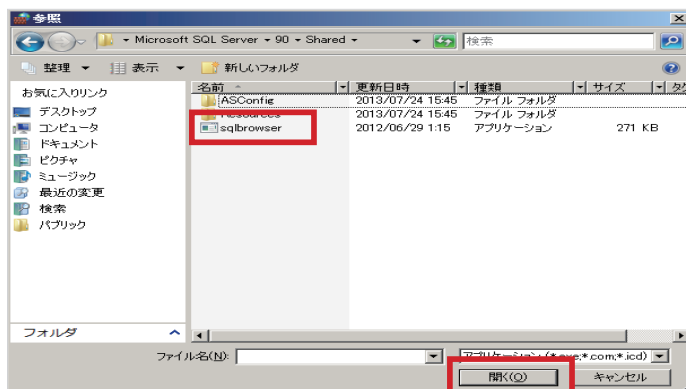 参照
Microsoft SQL Server 90 Shared 検索
整理 表示 新しいフォルダ
お気に入りリンク
デスクトップ
コンピュータ
ドキュメント
ピクチャ
ミュージック
最近の変更
検索
パブリック
フォルダ
名前 更新日時 種類 サイズ
ASConfig 2013/07/24 15:45 ファイル フォルダ
Resources 2013/07/24 15:45 ファイル フォルダ
sqlbrowser 2012/06/29 1:15 アプリケーション 271 KB
ファイル名(N): アプリケーション (*.exe;*.com;*.icd)
開く(O) キャンセル